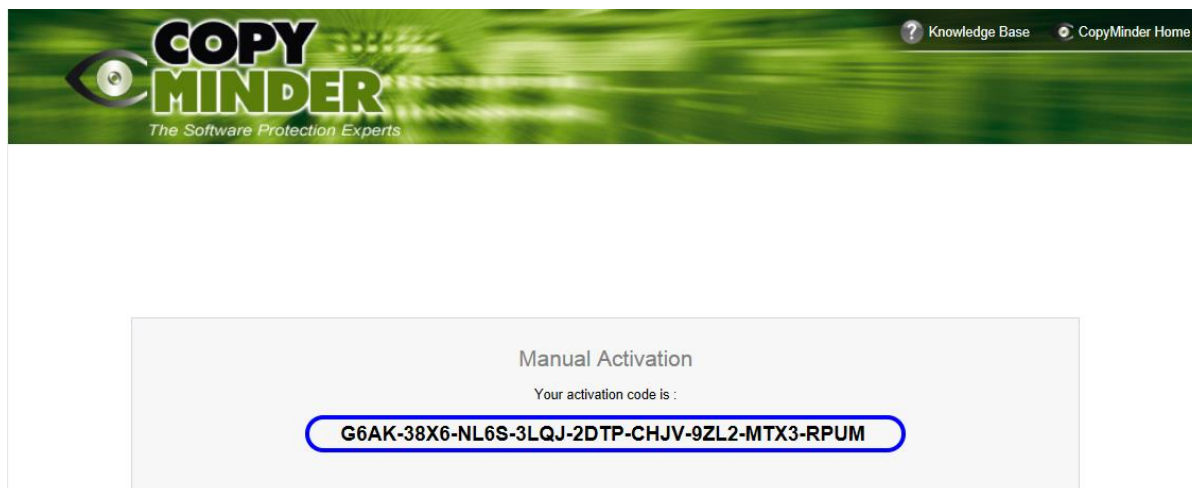 COPY
MINDER
The Software Protection Experts
? Knowledge Base
CopyMinder Home
Manual Activation
Your activation code is :
G6AK-38X6-NL6S-3LQJ-2DTP-CHJV-9ZL2-MTX3-RPUM